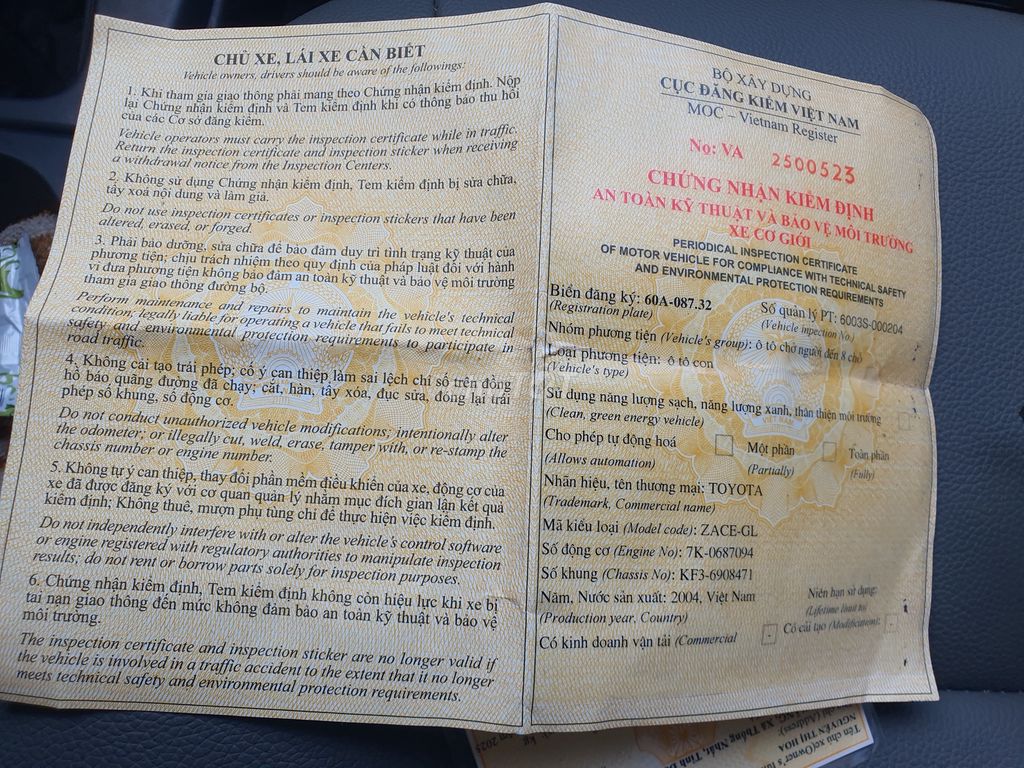 CHỦ XE, LÁI XE CẦN BIẾT
Vehicle owners, drivers should be aware of the followings:
1. Khi tham gia giao thông phải mang theo Chứng nhận kiểm định. Nộp
lại Chứng nhận kiểm định và Tem kiểm định khi có thông báo thu hồi
của các Cơ sở đăng kiểm.
Vehicle operators must carry the inspection certificate while in traffic.
Return the inspection certificate and inspection sticker when receiving
a withdrawal notice from the Inspection Centers.
2. Không sử dụng Chứng nhận kiểm định, Tem kiểm định bị sửa chữa,
tẩy xoá nội dung và làm giả.
Do not use inspection certificates or inspection stickers that have been
altered, erased, or forged.
3. Phải bảo dưỡng, sửa chữa để bảo đảm duy trì tình trạng kỹ thuật của
phương tiện; chịu trách nhiệm theo quy định của pháp luật đối với hành
vi đưa phương tiện không bảo đảm an toàn kỹ thuật và bảo vệ môi trường
tham gia giao thông đường bộ.
Perform maintenance and repairs to maintain the vehicle's technical
condition; legally liable for operating a vehicle that fails to meet technical
safety and environmental protection requirements to participate in
road traffic.
4. Không cải tạo trái phép; cố ý can thiệp làm sai lệch chỉ số trên đồng
hồ báo quãng đường đã chạy; cắt, hàn, tẩy xóa, đục sửa, đóng lại trái
phép số khung, số động cơ.
Do not conduct unauthorized vehicle modifications; intentionally alter
the odometer; or illegally cut, weld, erase, tamper with, or re-stamp the
chassis number or engine number.
5. Không tự ý can thiệp, thay đổi phần mềm điều khiển của xe, động cơ của
xe đã được đăng ký với cơ quan quản lý nhằm mục đích gian lận kết quả
kiểm định; Không thuê, mượn phụ tùng chỉ để thực hiện việc kiểm định.
Do not independently interfere with or alter the vehicle's control software
or engine registered with regulatory authorities to manipulate inspection
results; do not rent or borrow parts solely for inspection purposes.
6. Chứng nhận kiểm định, Tem kiểm định không còn hiệu lực khi xe bị
tai nạn giao thông đến mức không đảm bảo an toàn kỹ thuật và bảo vệ
môi trường.
The inspection certificate and inspection sticker are no longer valid if
the vehicle is involved in a traffic accident to the extent that it no longer
meets technical safety and environmental protection requirements.
BỘ XÂY DỰNG
CỤC ĐĂNG KIỂM VIỆT NAM
MOC – Vietnam Register
No: VA 2500523
CHỨNG NHẬN KIỂM ĐỊNH
AN TOÀN KỸ THUẬT VÀ BẢO VỆ MÔI TRƯỜNG
XE CƠ GIỚI
PERIODICAL INSPECTION CERTIFICATE
OF MOTOR VEHICLE FOR COMPLIANCE WITH TECHNICAL SAFETY
AND ENVIRONMENTAL PROTECTION REQUIREMENTS
Biển đăng ký: 60A-087.32 Số quản lý PT: 6003S-000204
(Registration plate) (Vehicle inpection No.)
Nhóm phương tiện (Vehicle's group): ô tô chở người đến 8 chỗ
Loại phương tiện: ô tô con
(Vehicle's type)
Sử dụng năng lượng sạch, năng lượng xanh, thân thiện môi trường
(Clean, green energy vehicle)
Cho phép tự động hoá Một phần Toàn phần
(Allows automation) (Partially) (Fully)
Nhãn hiệu, tên thương mại: TOYOTA
(Trademark, Commercial name)
Mã kiểu loại (Model code): ZACE-GL
Số động cơ (Engine No): 7K-0687094
Số khung (Chassis No): KF3-6908471
Năm, Nước sản xuất: 2004, Việt Nam Niên hạn sử dụng:
(Production year, Country) (Lifetime limit to)
Có kinh doanh vận tải (Commercial - Có cải tạo (Modification) -
Tên chủ xe(Owner's
NGUYỄN THỊ HOA
(Address):
Xã Thống Nhất, Tỉnh